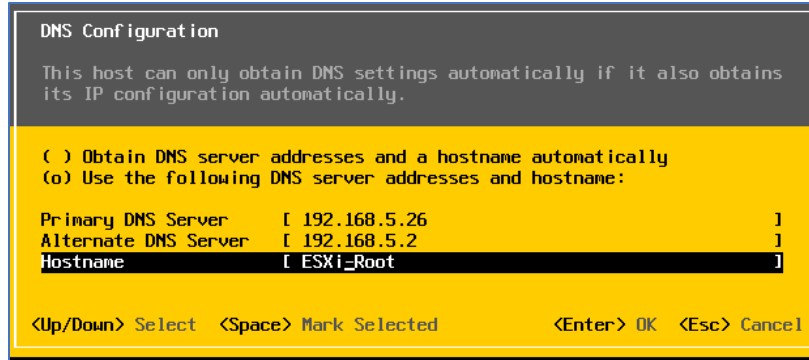 DNS Configuration
This host can only obtain DNS settings automatically if it also obtains
its IP configuration automatically.
( ) Obtain DNS server addresses and a hostname automatically
(o) Use the following DNS server addresses and hostname:
Primary DNS Server [ 192.168.5.26 ]
Alternate DNS Server [ 192.168.5.2 ]
Hostname [ ESXi_Root ]
<Up/Down> Select <Space> Mark Selected <Enter> OK <Esc> Cancel